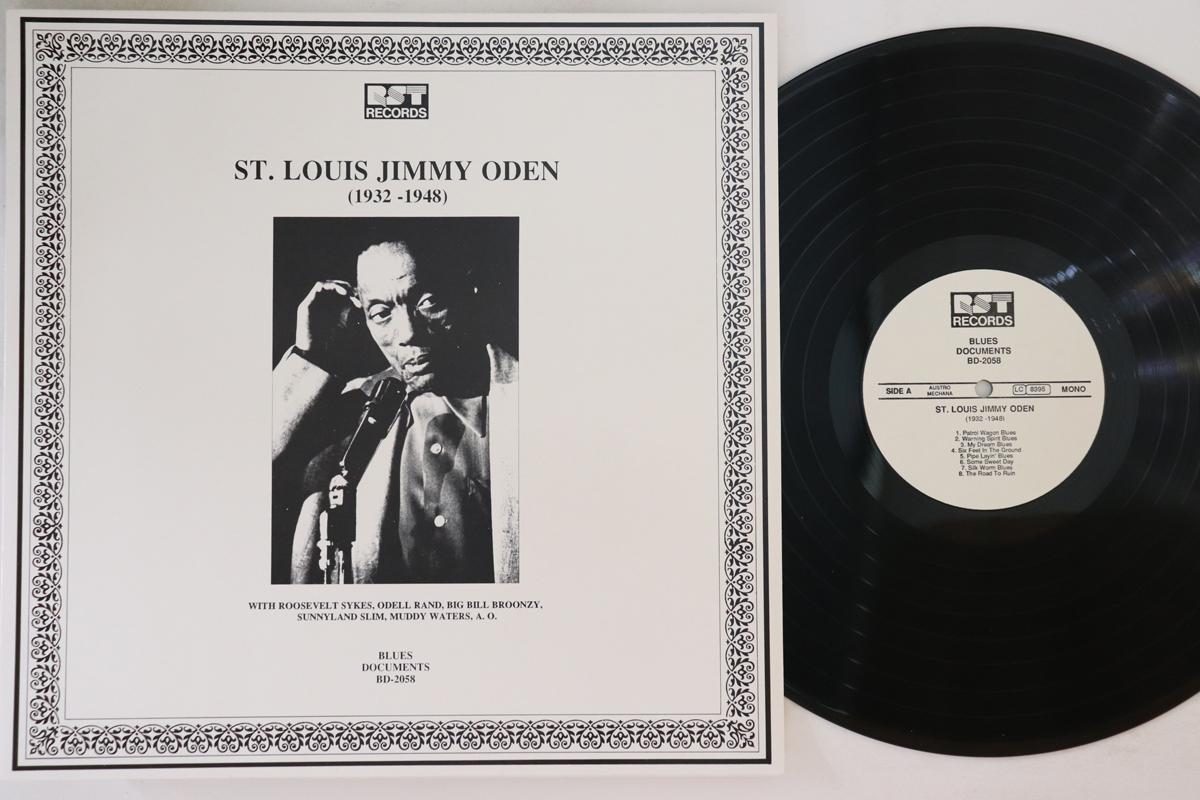 RST
RECORDS
ST. LOUIS JIMMY ODEN
(1932 -1948)
WITH ROOSEVELT SYKES, ODELL RAND, BIG BILL BROONZY,
SUNNYLAND SLIM, MUDDY WATERS, A. O.
BLUES
DOCUMENTS
BD-2058
RST
RECORDS
BLUES
DOCUMENTS
BD-2058
SIDE A
AUSTRO
MECHANA
LC 8395
MONO
ST. LOUIS JIMMY ODEN
(1932 -1948)
1. Patrol Wagon Blues
2. Warning Spirit Blues
3. My Dream Blues
4. Six Feet In The Ground
5. Pipe Layin' Blues
6. Some Sweet Day
7. Silk Worm Blues
8. The Road To Ruin